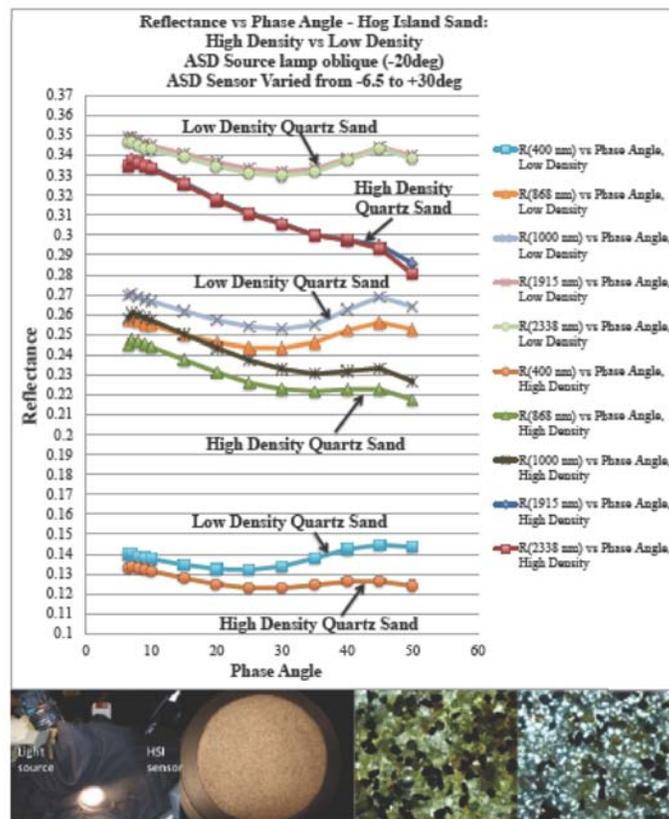 Reflectance vs Phase Angle - Hog Island Sand:
High Density vs Low Density
ASD Source lamp oblique (-20deg)
ASD Sensor Varied from -6.5 to +30deg
0.37
0.36
0.35
0.34
0.33
0.32
0.31
0.3
0.29
0.28
0.27
0.26
0.25
0.24
0.23
0.22
0.21
0.2
0.19
0.18
0.17
0.16
0.15
0.14
0.13
0.12
0.11
0.1
Reflectance
Low Density Quartz Sand
High Density
Quartz Sand
Low Density Quartz Sand
High Density Quartz Sand
Low Density Quartz Sand
High Density Quartz Sand
0
10
20
30
40
50
60
Phase Angle
R(400 nm) vs Phase Angle,
Low Density
R(868 nm) vs Phase Angle,
Low Density
R(1000 nm) vs Phase Angle,
Low Density
R(1915 nm) vs Phase Angle,
Low Density
R(2338 nm) vs Phase Angle,
Low Density
R(400 nm) vs Phase Angle,
High Density
R(868 nm) vs Phase Angle,
High Density
R(1000 nm) vs Phase Angle,
High Density
R(1915 nm) vs Phase Angle,
High Density
R(2338 nm) vs Phase Angle,
High Density
Light
source
HSI
sensor